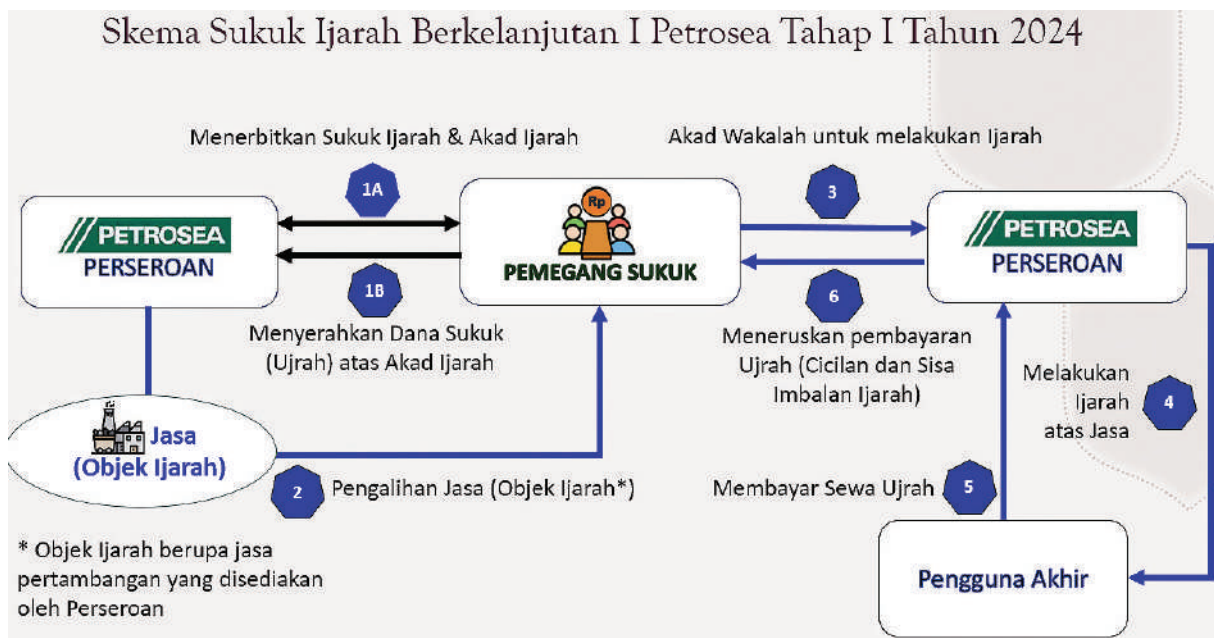 Skema Sukuk Ijarah Berkelanjutan I Petrosea Tahap I Tahun 2024
Menerbitkan Sukuk Ijarah & Akad Ijarah
Akad Wakalah untuk melakukan Ijarah
1A
3
PETROSEA
PERSEROAN
Rp
PEMEGANG SUKUK
PETROSEA
PERSEROAN
1B
6
Menyerahkan Dana Sukuk
(Ujrah) atas Akad Ijarah
Meneruskan pembayaran
Ujrah (Cicilan dan Sisa
Imbalan Ijarah)
Melakukan
Ijarah
atas Jasa
4
Jasa
(Objek Ijarah)
2
Pengalihan Jasa (Objek Ijarah*)
Membayar Sewa Ujrah
5
* Objek Ijarah berupa jasa
pertambangan yang disediakan
oleh Perseroan
Pengguna Akhir